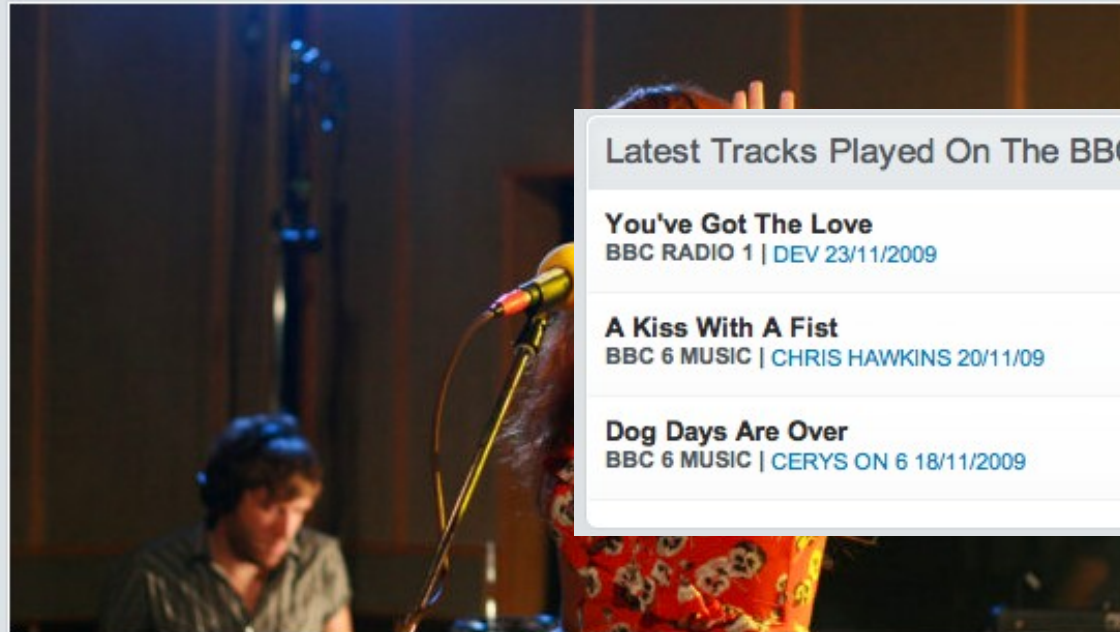 Latest Tracks Played On The BBC
You've Got The Love
BBC RADIO 1 | DEV 23/11/2009
A Kiss With A Fist
BBC 6 MUSIC | CHRIS HAWKINS 20/11/09
Dog Days Are Over
BBC 6 MUSIC | CERYS ON 6 18/11/2009